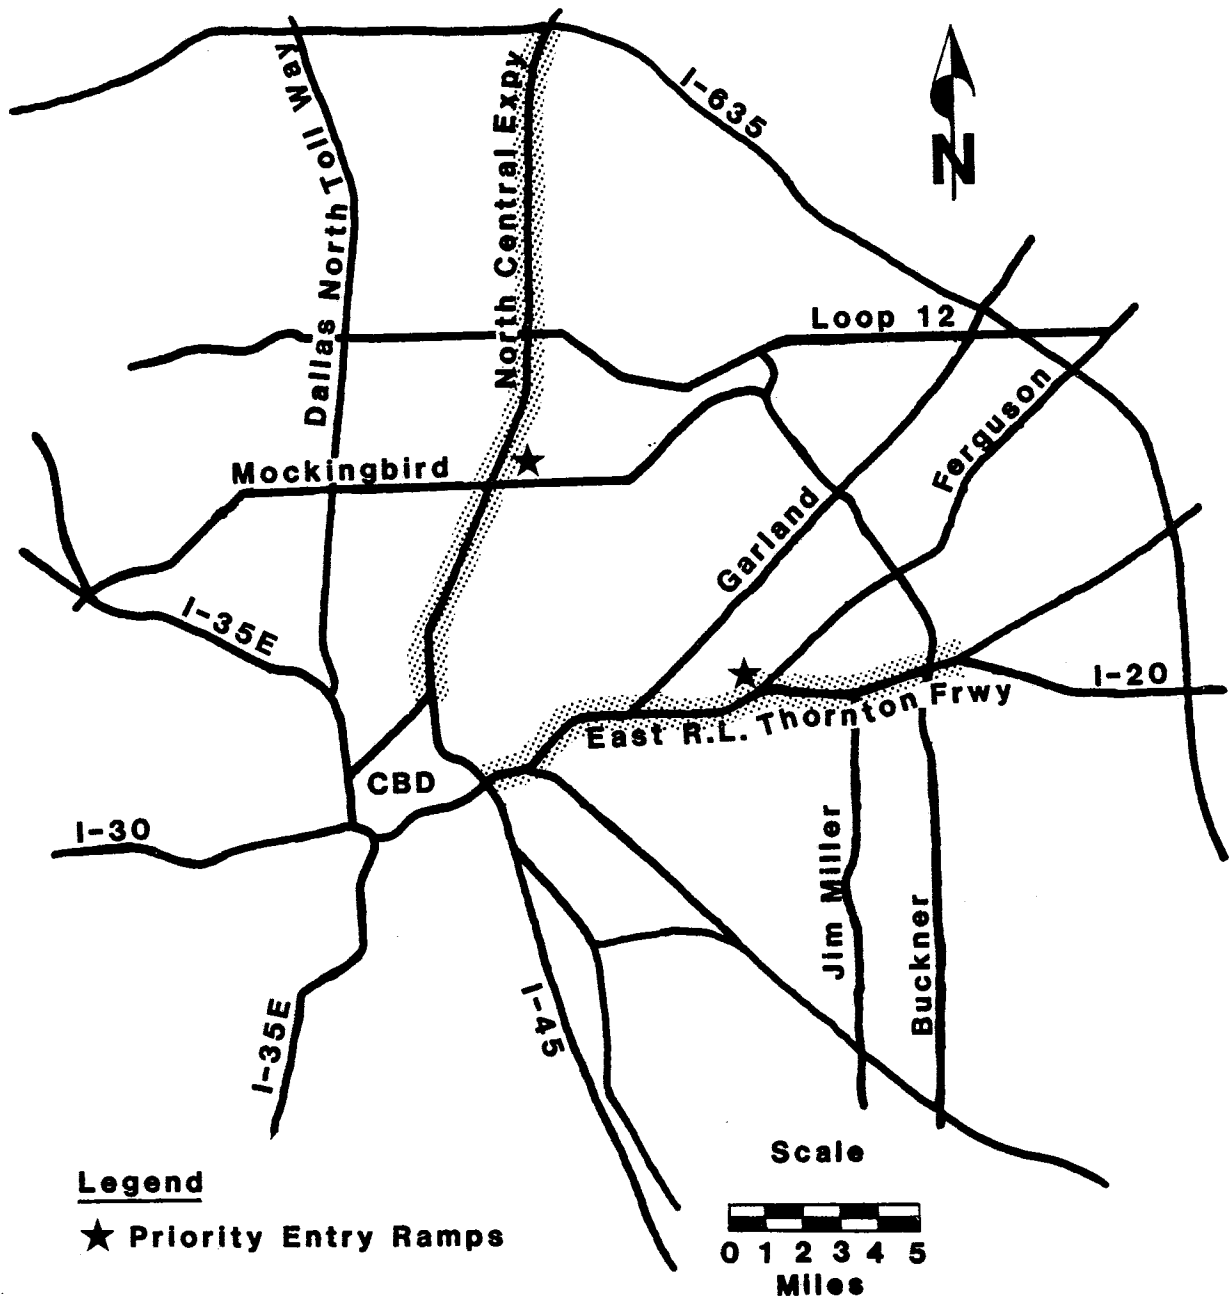 Dallas North Toll Way
North Central Expy
I-635
N
Loop 12
Mockingbird
Garland
Ferguson
I-35E
I-20
East R.L. Thornton Frwy
CBD
I-30
Jim Miller
Buckner
I-35E
I-45
Scale
0 1 2 3 4 5
Miles
Legend
★ Priority Entry Ramps